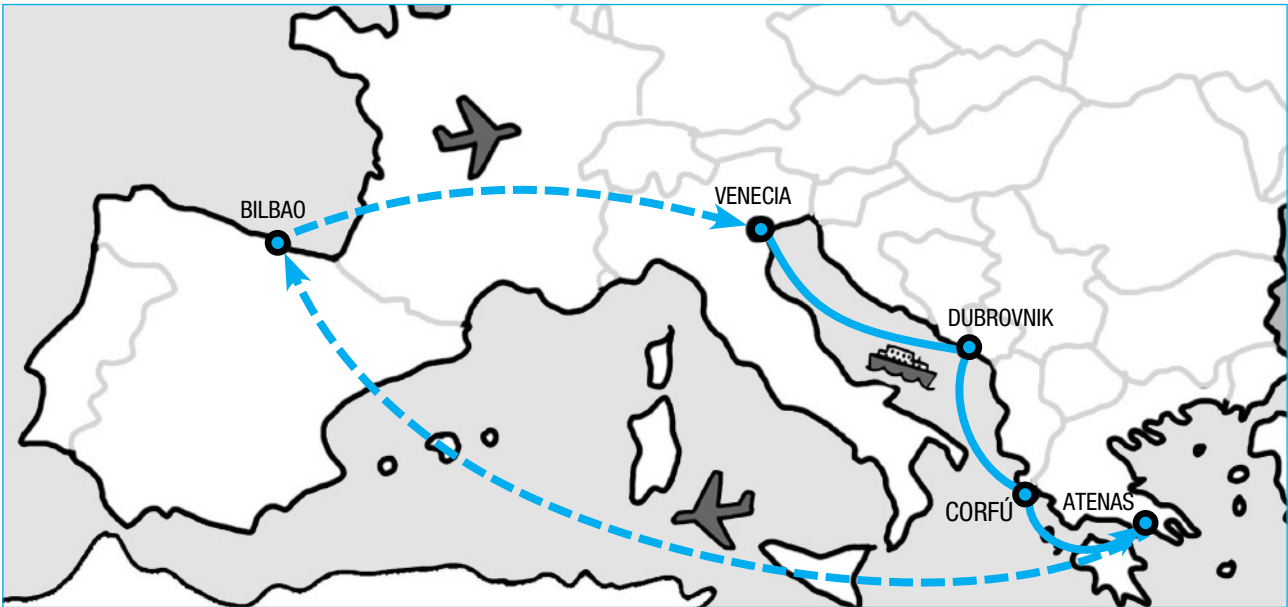 VENECIA
BILBAO
DUBROVNIK
CORFÚ
ATENAS